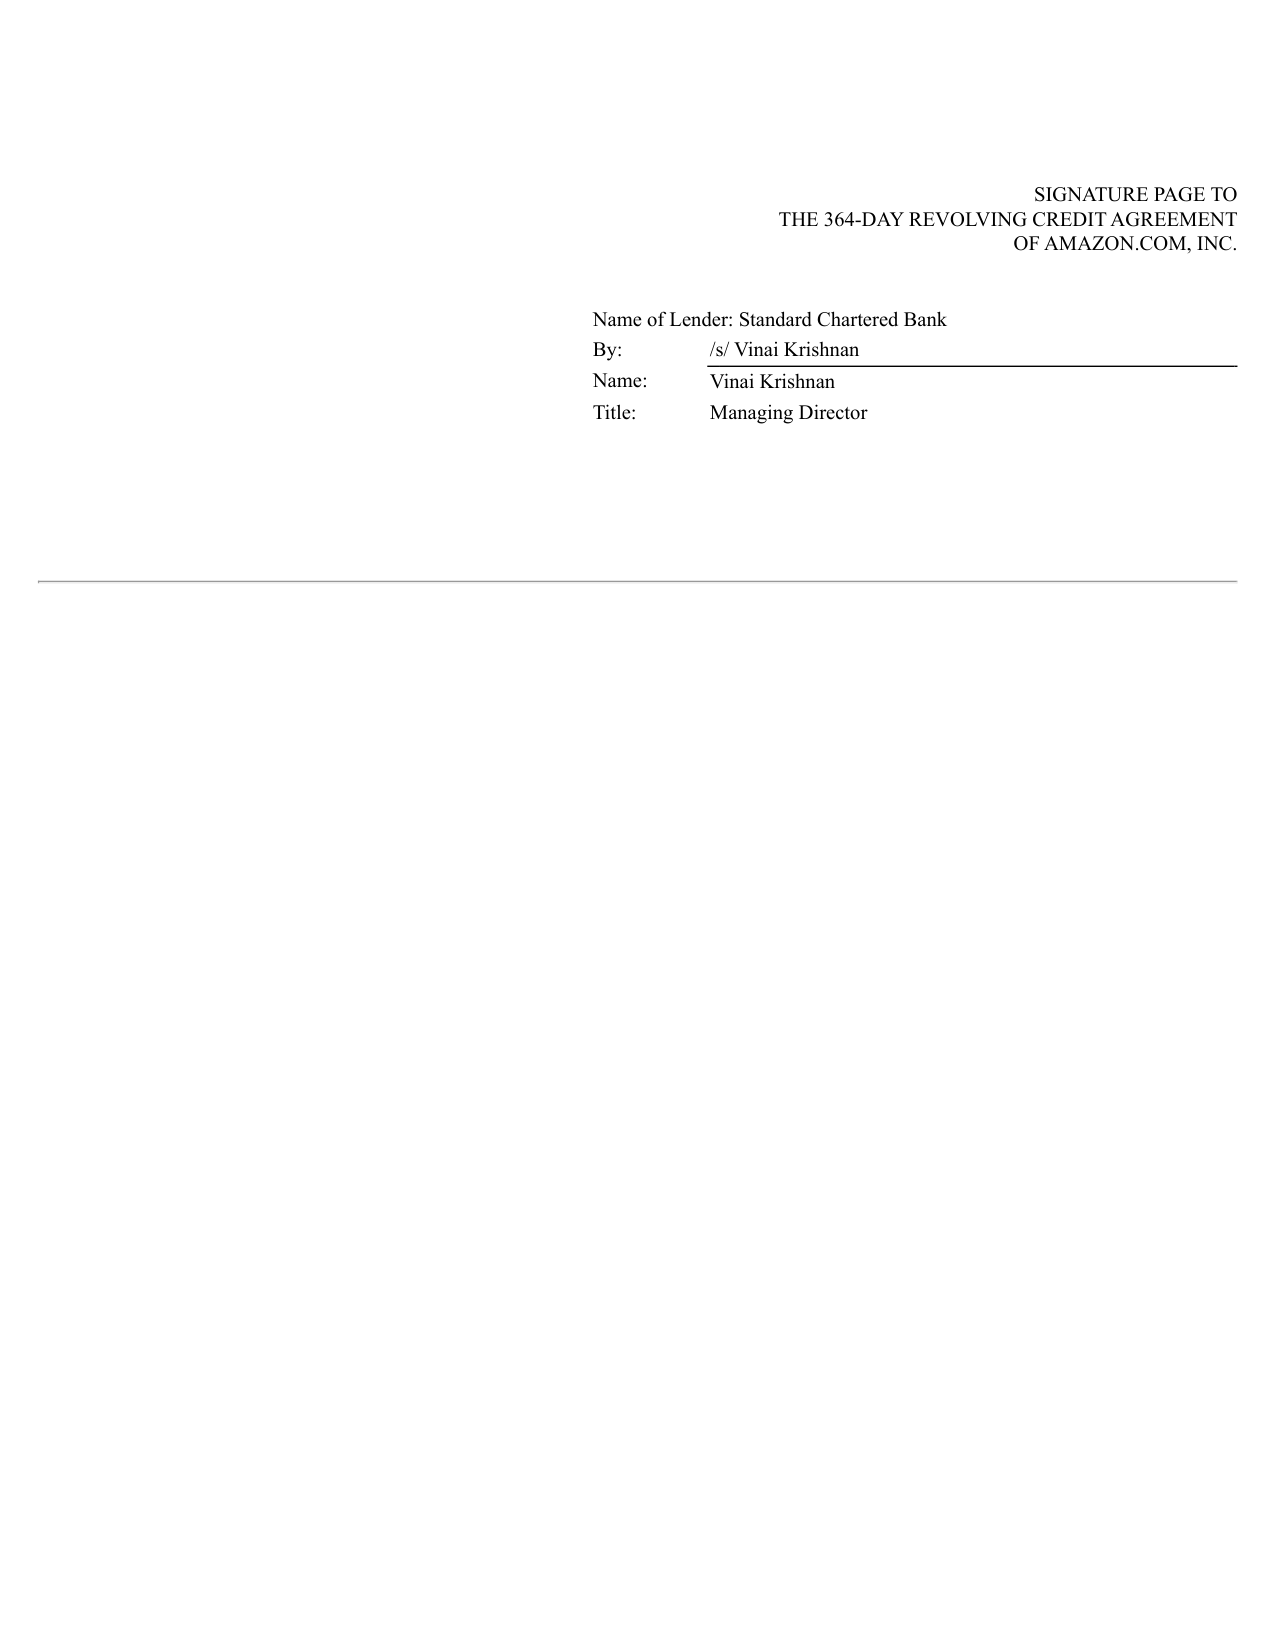 SIGNATURE PAGE TO
THE 364-DAY REVOLVING CREDIT AGREEMENT
OF AMAZON.COM, INC.
Name of Lender: Standard Chartered Bank
By: /s/ Vinai Krishnan
Name: Vinai Krishnan
Title: Managing Director